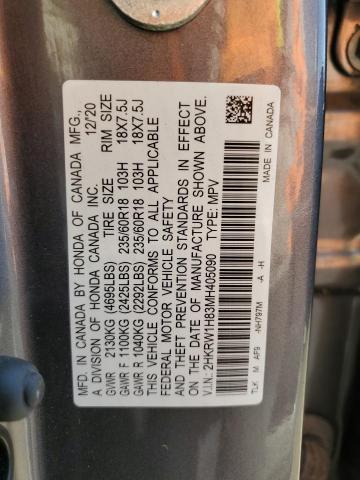 MFD. IN CANADA BY HONDA OF CANADA MFG.,
A DIVISION OF HONDA CANADA INC. 12/20
TIRE SIZE RIM SIZE
GVWR 2130KG (4695LBS)
GAWR F 1100KG (2425LBS) 235/60R18 103H 18X7.5J
GAWR R 1040KG (2292LBS) 235/60R18 103H 18X7.5J
THIS VEHICLE CONFORMS TO ALL APPLICABLE
FEDERAL MOTOR VEHICLE SAFETY
AND THEFT PREVENTION STANDARDS IN EFFECT
ON THE DATE OF MANUFACTURE SHOWN ABOVE.
V.I.N.: 2HKRW1H83MH405090 TYPE: MPV
TLK M AF9 -NH797M -A -H MADE IN CANADA